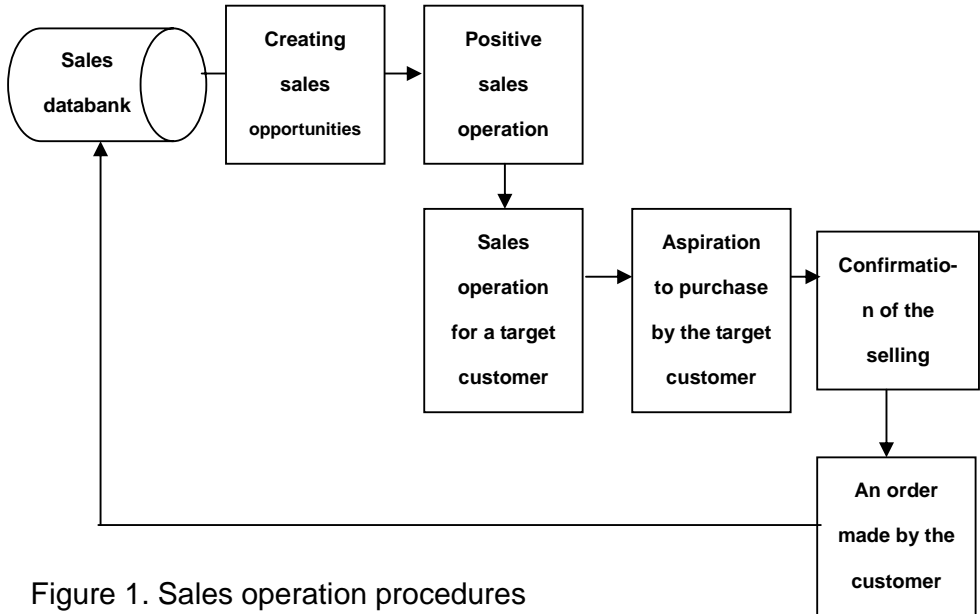 Sales
databank
Creating
sales
opportunities
Positive
sales
operation
Sales
operation
for a target
customer
Aspiration
to purchase
by the target
customer
Confirmatio-
n of the
selling
An order
made by the
customer
Figure 1. Sales operation procedures